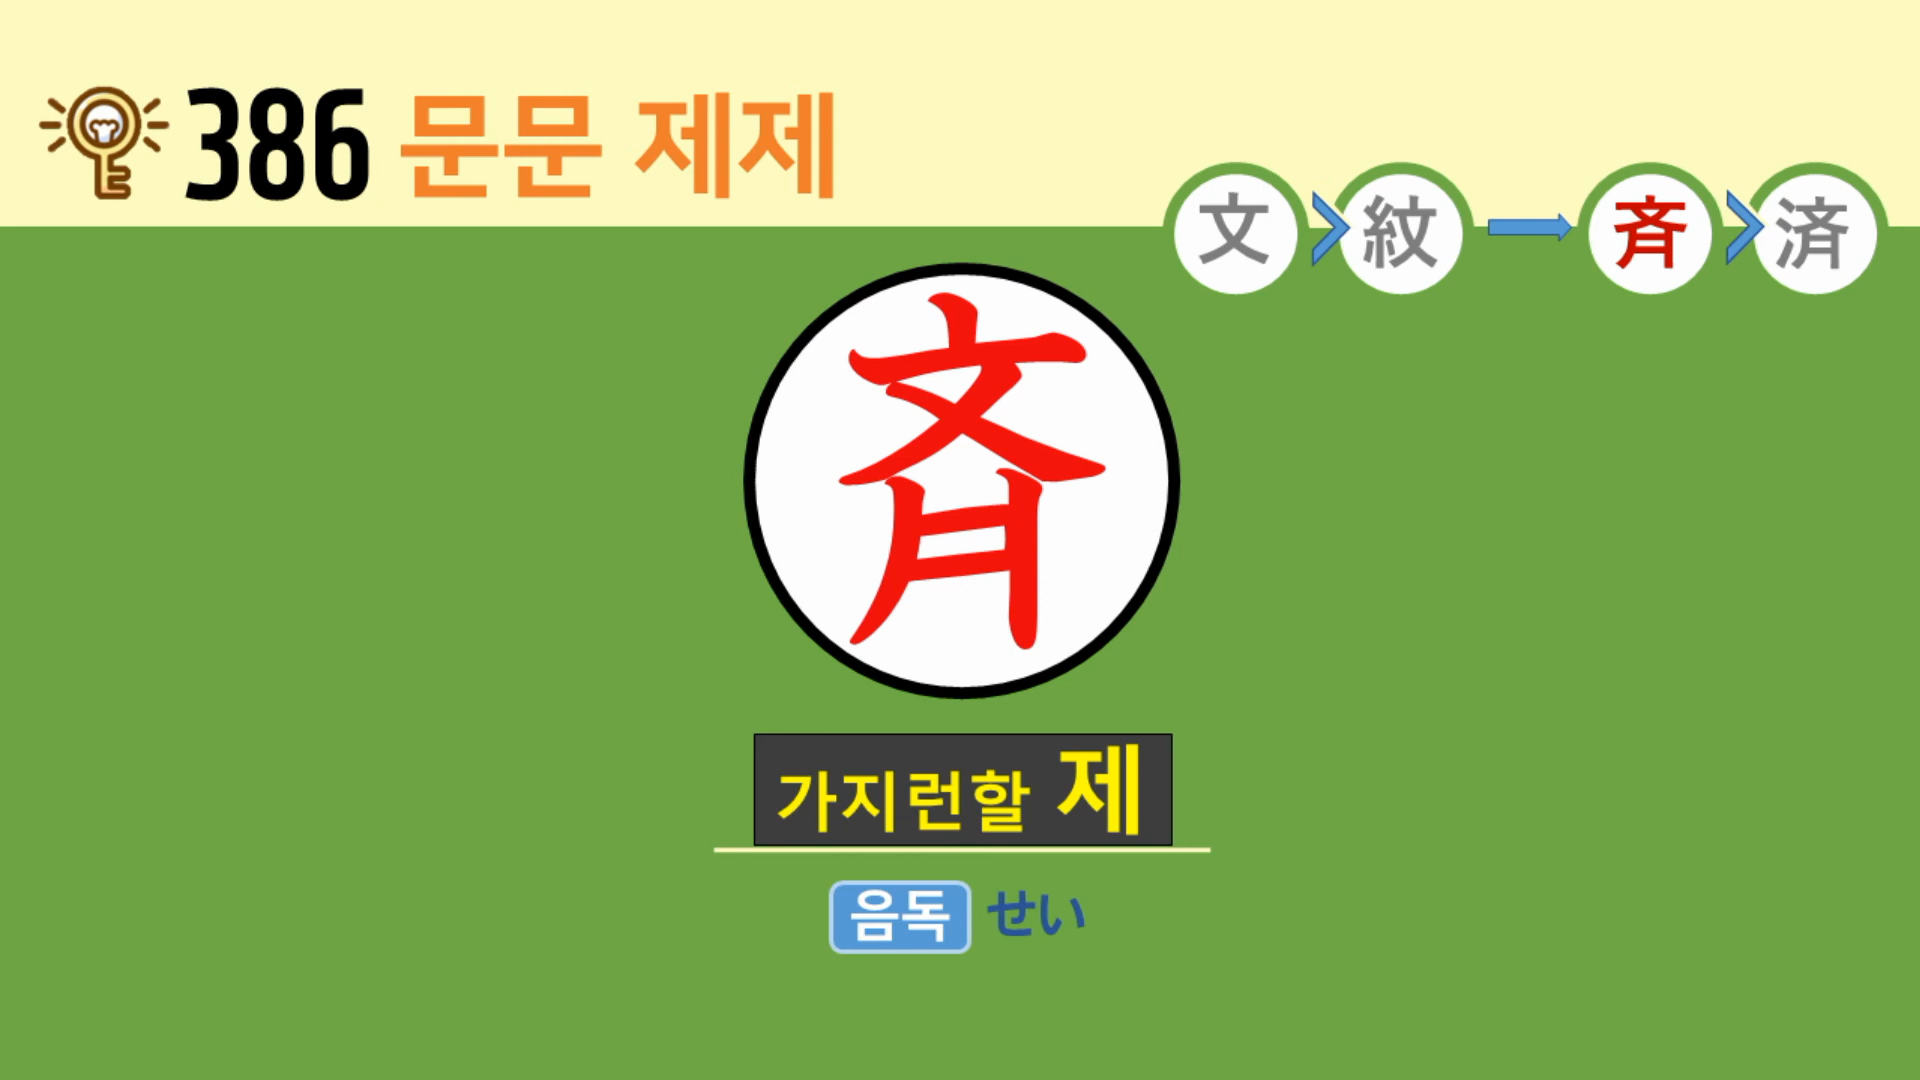 386 문문 제제
文 紋 斉 済
斉
가지런할 제
음독 せい